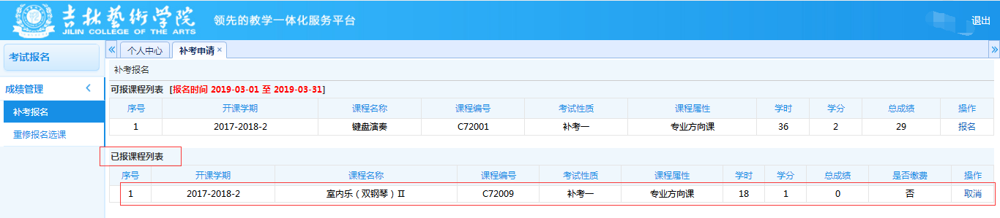 吉林藝術学院
JILIN COLLEGE OF THE ARTS
领先的教学一体化服务平台
退出
考试报名
成绩管理
补考报名
重修报名选课
个人中心 补考申请 ×
补考报名
可报课程列表 [报名时间 2019-03-01 至 2019-03-31]
序号 开课学期 课程名称 课程编号 考试性质 课程属性 学时 学分 总成绩 操作
1 2017-2018-2 键盘演奏 C72001 补考一 专业方向课 36 2 29 报名
已报课程列表
序号 开课学期 课程名称 课程编号 考试性质 课程属性 学时 学分 总成绩 是否缴费 操作
1 2017-2018-2 室内乐（双钢琴）Ⅱ C72009 补考一 专业方向课 18 1 0 否 取消